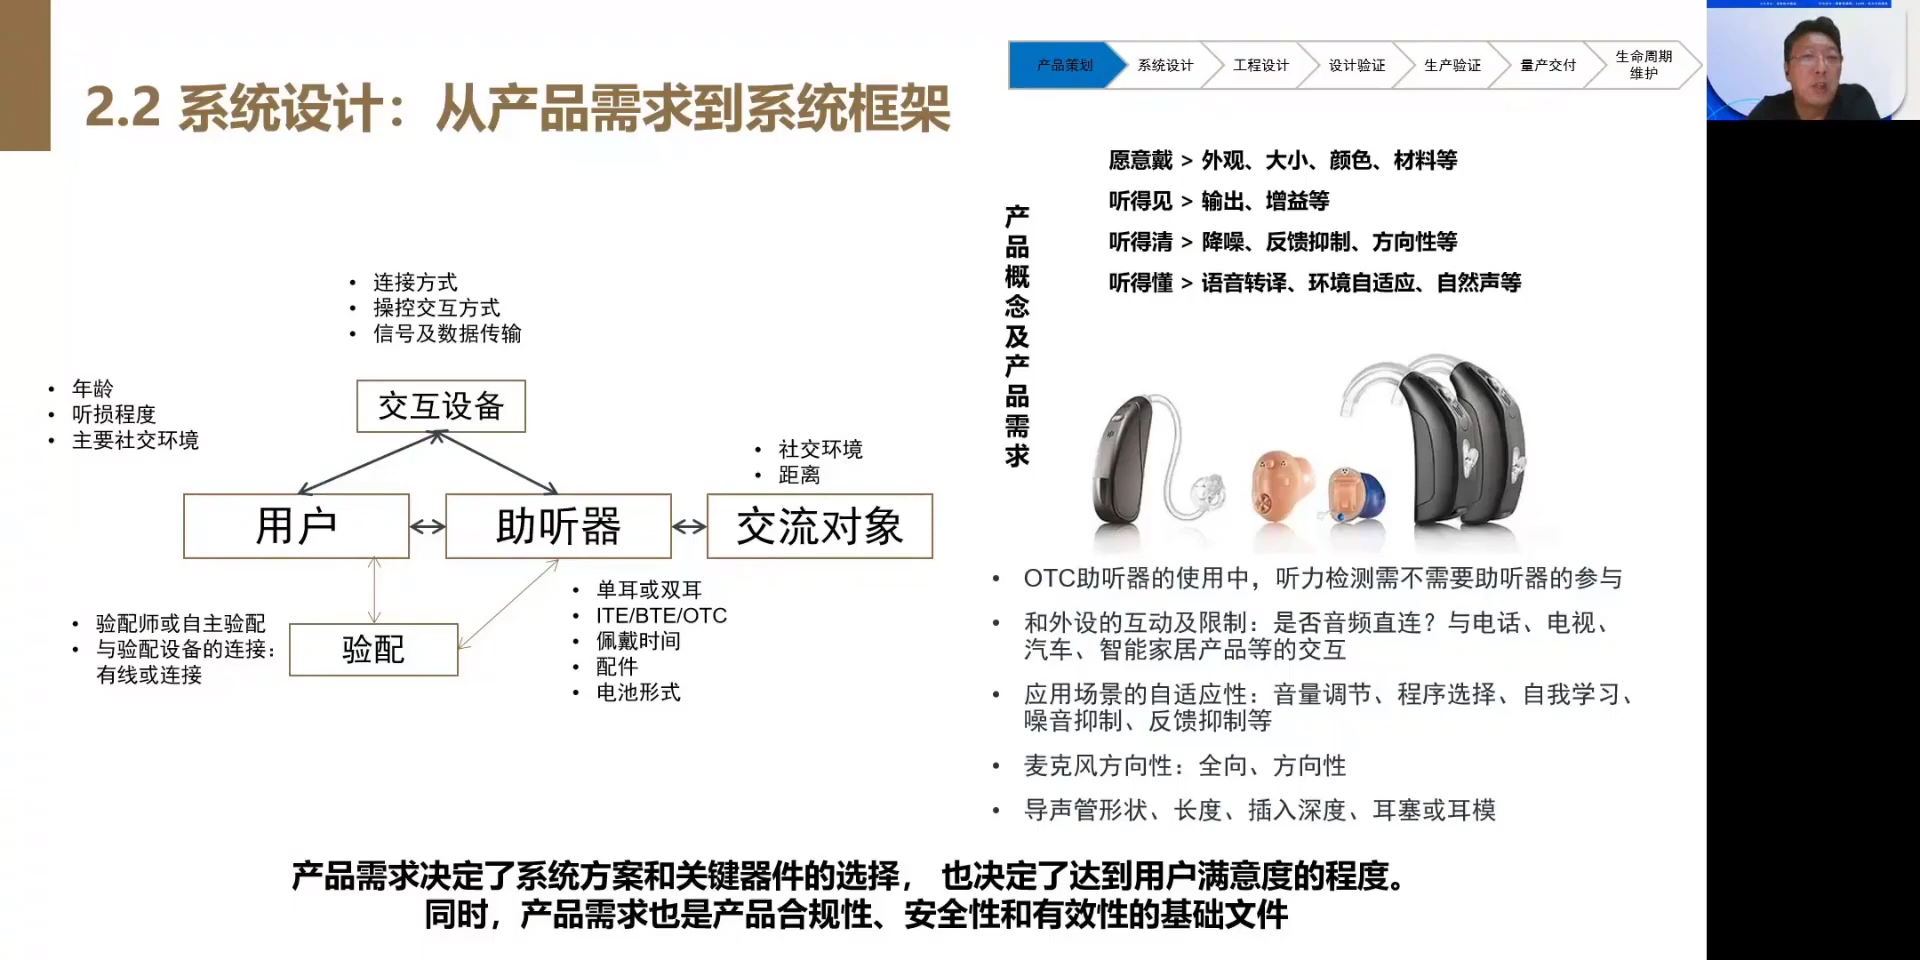 2.2 系统设计：从产品需求到系统框架
产品策划
系统设计
工程设计
设计验证
生产验证
量产交付
生命周期
维护
愿意戴 > 外观、大小、颜色、材料等
听得见 > 输出、增益等
听得清 > 降噪、反馈抑制、方向性等
听得懂 > 语音转译、环境自适应、自然声等
产品概念及产品需求
• 连接方式
• 操控交互方式
• 信号及数据传输
• 年龄
• 听损程度
• 主要社交环境
交互设备
• 社交环境
• 距离
用户
助听器
交流对象
• 验配师或自主验配
• 与验配设备的连接：
有线或连接
验配
• 单耳或双耳
• ITE/BTE/OTC
• 佩戴时间
• 配件
• 电池形式
• OTC助听器的使用中，听力检测需不需要助听器的参与
• 和外设的互动及限制：是否音频直连？与电话、电视、
汽车、智能家居产品等的交互
• 应用场景的自适应性：音量调节、程序选择、自我学习、
噪音抑制、反馈抑制等
• 麦克风方向性：全向、方向性
• 导声管形状、长度、插入深度、耳塞或耳模
产品需求决定了系统方案和关键器件的选择， 也决定了达到用户满意度的程度。
同时，产品需求也是产品合规性、安全性和有效性的基础文件